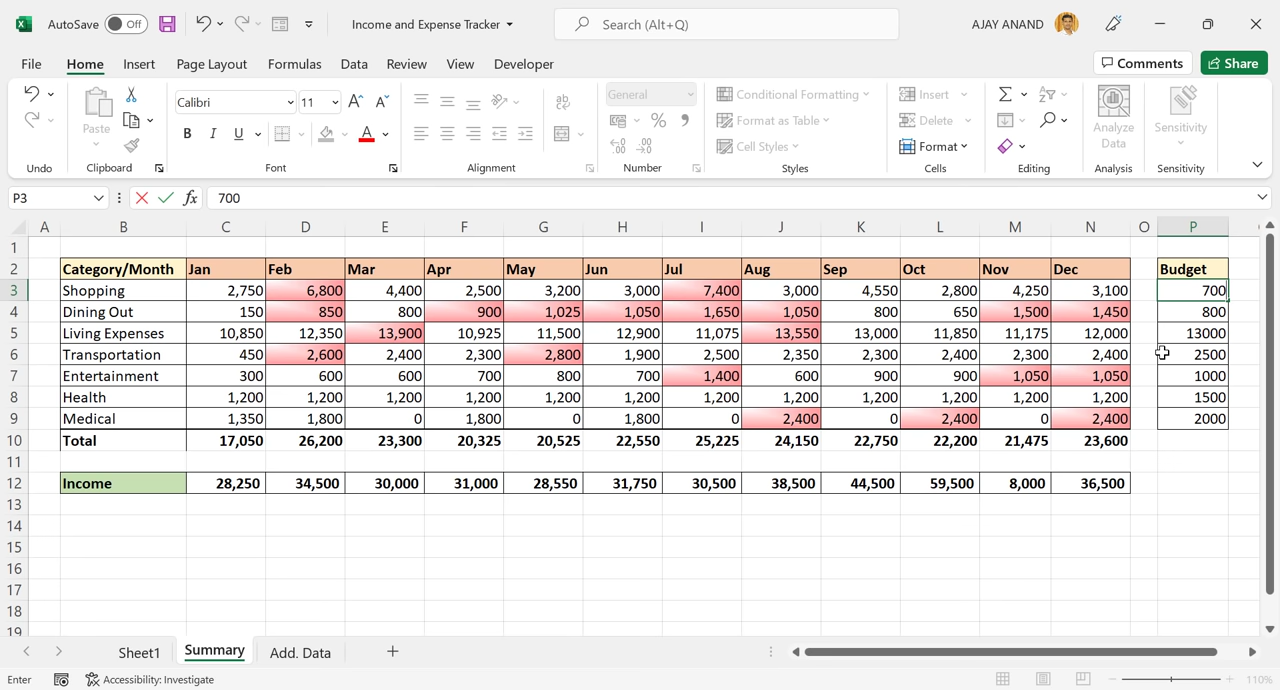 AutoSave Off Income and Expense Tracker Search (Alt+Q) AJAY ANAND
File Home Insert Page Layout Formulas Data Review View Developer Comments Share
Calibri 11 General Conditional Formatting Insert
Paste B I U % Format as Table Delete Analyze Data Sensitivity
Cell Styles Format
Undo Clipboard Font Alignment Number Styles Cells Editing Analysis Sensitivity
P3 fx 700
A B C D E F G H I J K L M N O P
1
2 Category/Month Jan Feb Mar Apr May Jun Jul Aug Sep Oct Nov Dec Budget
3 Shopping 2,750 6,800 4,400 2,500 3,200 3,000 7,400 3,000 4,550 2,800 4,250 3,100 700
4 Dining Out 150 850 800 900 1,025 1,050 1,650 1,050 800 650 1,500 1,450 800
5 Living Expenses 10,850 12,350 13,900 10,925 11,500 12,900 11,075 13,550 13,000 11,850 11,175 12,000 13000
6 Transportation 450 2,600 2,400 2,300 2,800 1,900 2,500 2,350 2,300 2,400 2,300 2,400 2500
7 Entertainment 300 600 600 700 800 700 1,400 600 900 900 1,050 1,050 1000
8 Health 1,200 1,200 1,200 1,200 1,200 1,200 1,200 1,200 1,200 1,200 1,200 1,200 1500
9 Medical 1,350 1,800 0 1,800 0 1,800 0 2,400 0 2,400 0 2,400 2000
10 Total 17,050 26,200 23,300 20,325 20,525 22,550 25,225 24,150 22,750 22,200 21,475 23,600
11
12 Income 28,250 34,500 30,000 31,000 28,550 31,750 30,500 38,500 44,500 59,500 8,000 36,500
13
14
15
16
17
18
19
Sheet1 Summary Add. Data
Enter Accessibility: Investigate 110%